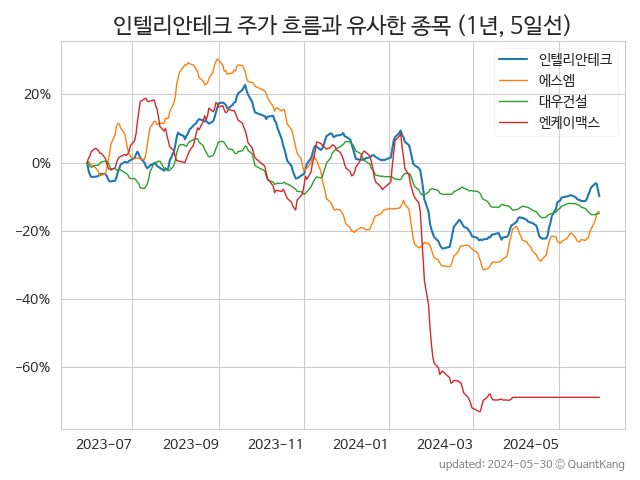 인텔리안테크 주가 흐름과 유사한 종목 (1년, 5일선)
인텔리안테크
에스엠
대우건설
엔케이맥스
20%
0%
−20%
−40%
−60%
2023-07
2023-09
2023-11
2024-01
2024-03
2024-05
updated: 2024-05-30 © QuantKang